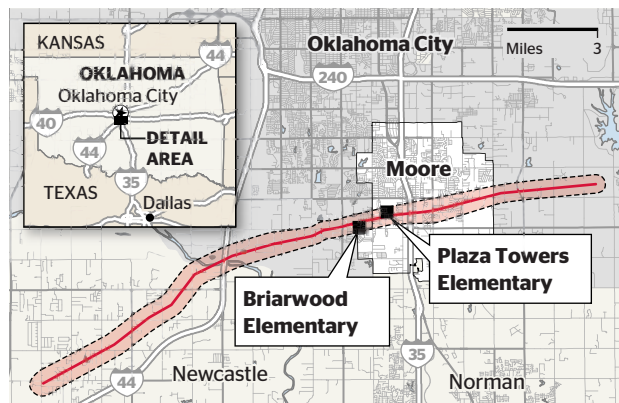 KANSAS
44
OKLAHOMA
Oklahoma City
40
DETAIL
AREA
44
35
TEXAS
Dallas
Oklahoma City
Miles 3
240
Moore
Plaza Towers
Elementary
Briarwood
Elementary
44
Newcastle
35
Norman
44